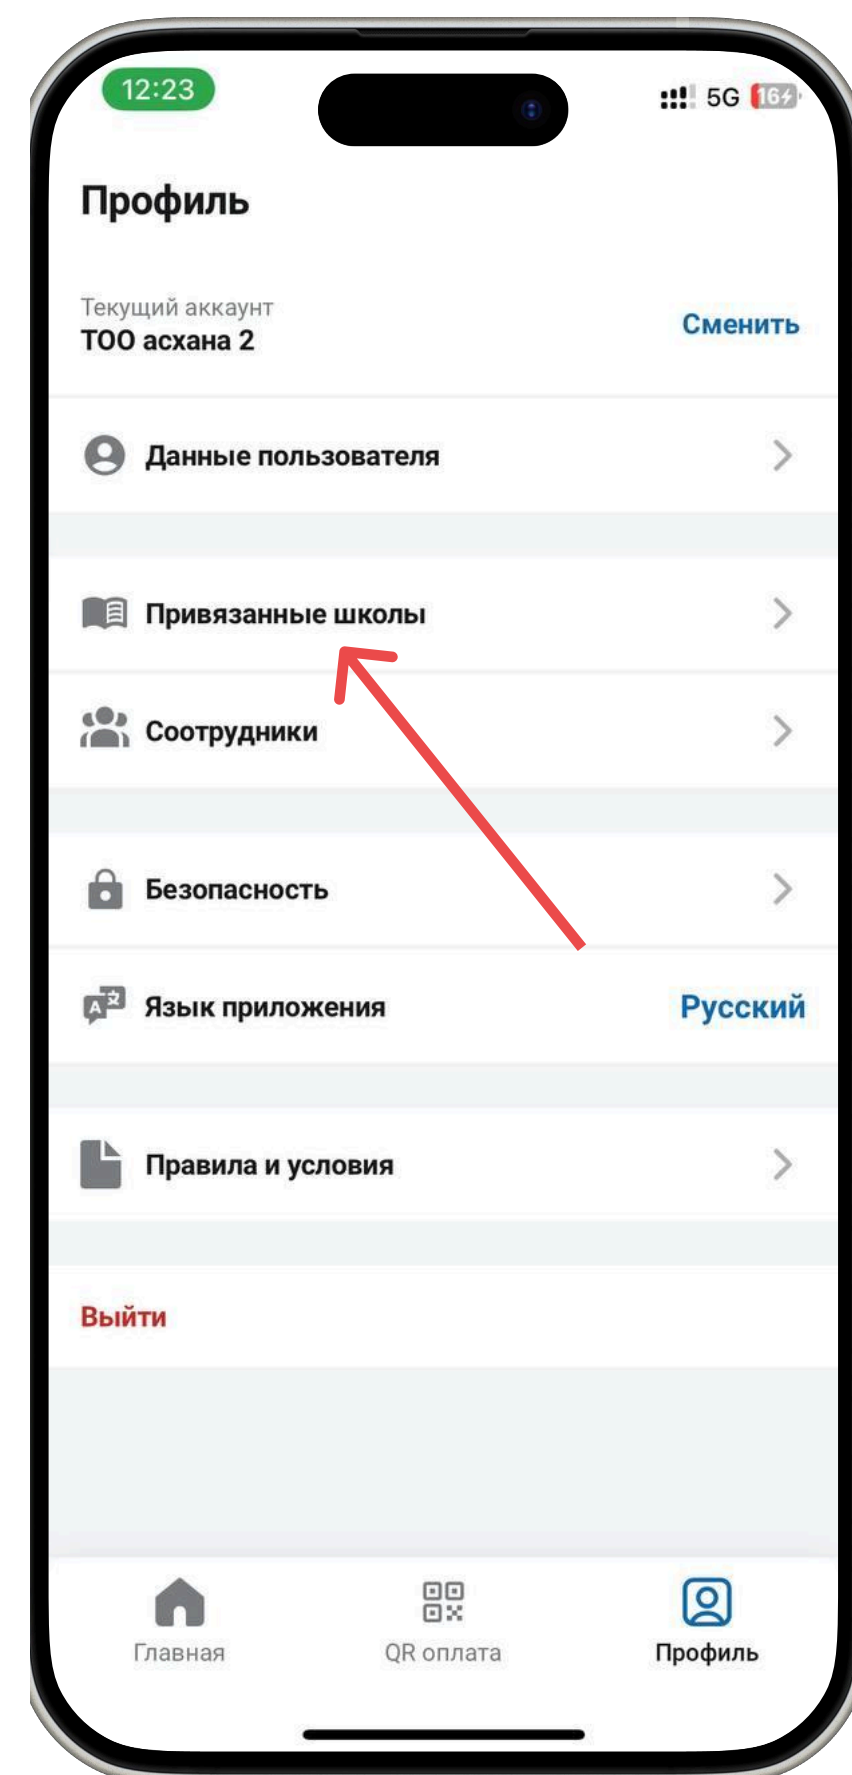 12:23
5G 16
Профиль
Текущий аккаунт
ТОО асхана 2
Сменить
Данные пользователя
Привязанные школы
Соотрудники
Безопасность
Язык приложения
Русский
Правила и условия
Выйти
Главная
QR оплата
Профиль